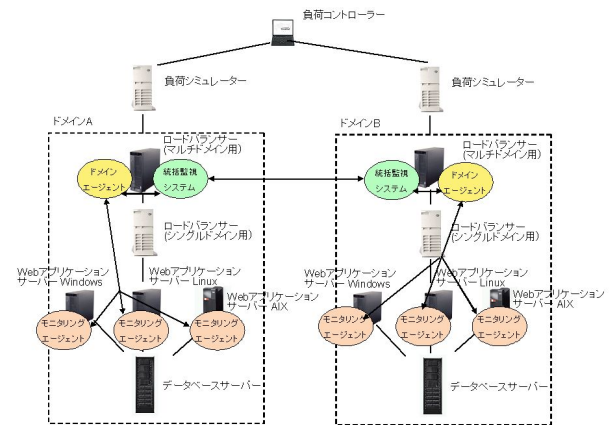 負荷コントローラー
負荷シミュレーター
負荷シミュレーター
ドメインA
ロードバランサー
(マルチドメイン用)
ドメイン
エージェント
統括監視
システム
ロードバランサー
(シングルドメイン用)
Webアプリケーション
サーバー Windows
Webアプリケーション
サーバー Linux
Webアプリケーション
サーバー AIX
モニタリング
エージェント
モニタリング
エージェント
モニタリング
エージェント
データベースサーバー
ドメインB
ロードバランサー
(マルチドメイン用)
統括監視
システム
ドメイン
エージェント
ロードバランサー
(シングルドメイン用)
Webアプリケーション
サーバー Windows
Webアプリケーション
サーバー Linux
Webアプリケーション
サーバー AIX
モニタリング
エージェント
モニタリング
エージェント
モニタリング
エージェント
データベースサーバー